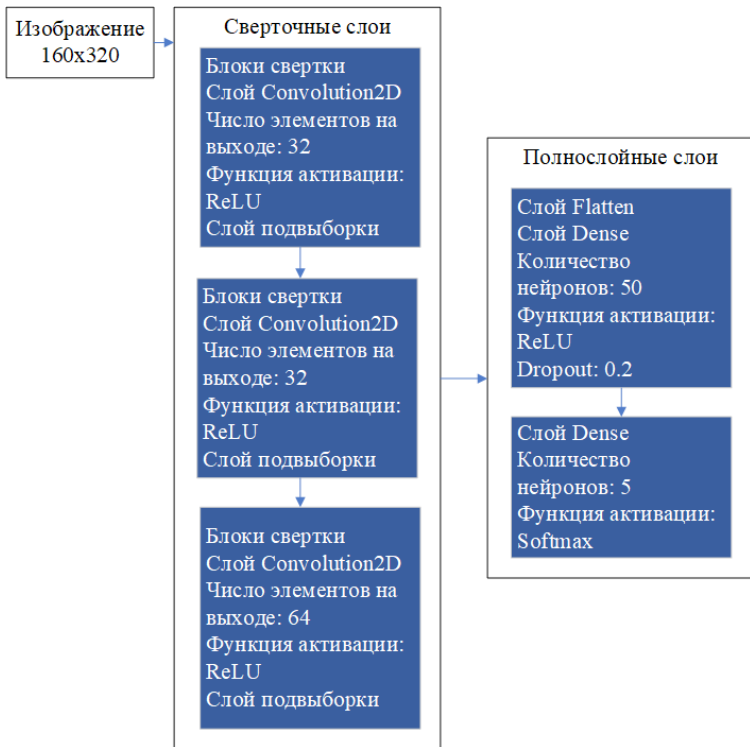 Изображение
160x320
Сверточные слои
Блоки свертки
Слой Convolution2D
Число элементов на
выходе: 32
Функция активации:
ReLU
Слой подвыборки
Блоки свертки
Слой Convolution2D
Число элементов на
выходе: 32
Функция активации:
ReLU
Слой подвыборки
Блоки свертки
Слой Convolution2D
Число элементов на
выходе: 64
Функция активации:
ReLU
Слой подвыборки
Полнослойные слои
Слой Flatten
Слой Dense
Количество
нейронов: 50
Функция активации:
ReLU
Dropout: 0.2
Слой Dense
Количество
нейронов: 5
Функция активации:
Softmax